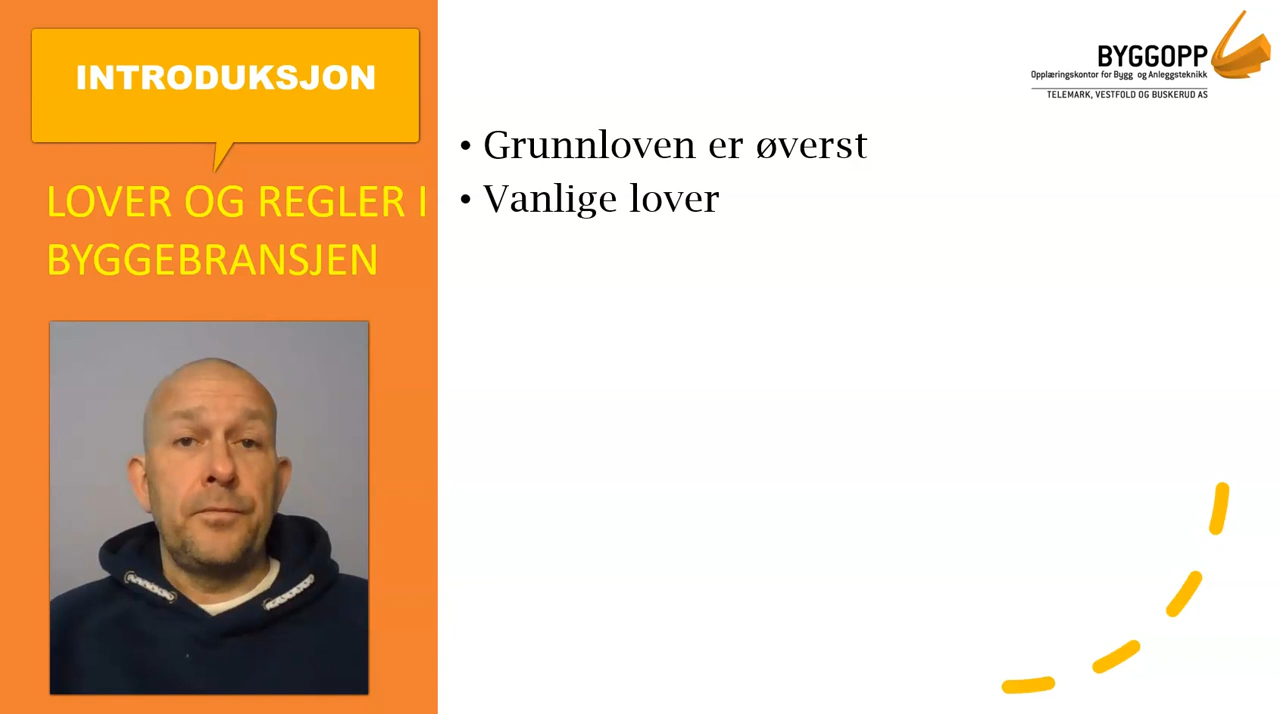 INTRODUKSJON
LOVER OG REGLER I
BYGGEBRANSJEN
BYGGOPP
Opplæringskontor for Bygg og Anleggsteknikk
TELEMARK, VESTFOLD OG BUSKERUD AS
• Grunnloven er øverst
• Vanlige lover